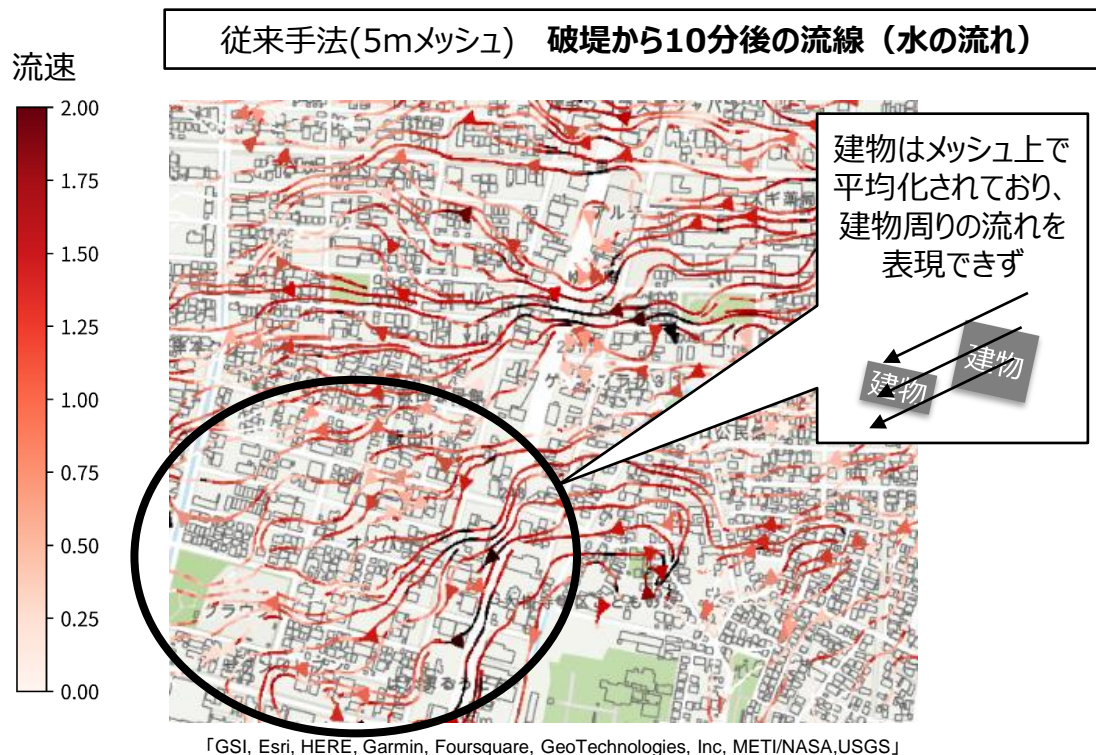 従来手法(5mメッシュ) 破堤から10分後の流線（水の流れ）
流速
2.00
1.75
1.50
1.25
1.00
0.75
0.50
0.25
0.00
建物はメッシュ上で
平均化されており、
建物周りの流れを
表現できず
建物
建物
「GSI, Esri, HERE, Garmin, Foursquare, GeoTechnologies, Inc, METI/NASA,USGS」